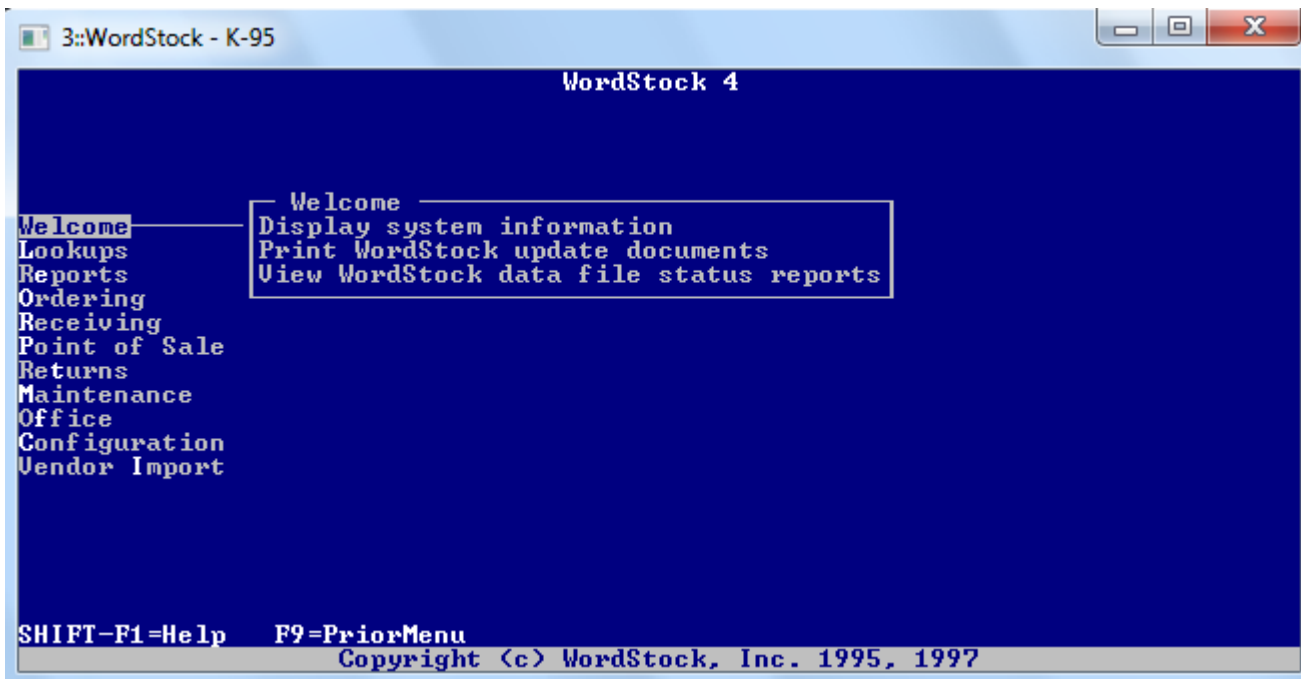 3::WordStock - K-95
WordStock 4
Welcome
Welcome
Display system information
Lookups
Print WordStock update documents
Reports
View WordStock data file status reports
Ordering
Receiving
Point of Sale
Returns
Maintenance
Office
Configuration
Vendor Import
SHIFT-F1=Help F9=PriorMenu
Copyright (c) WordStock, Inc. 1995, 1997